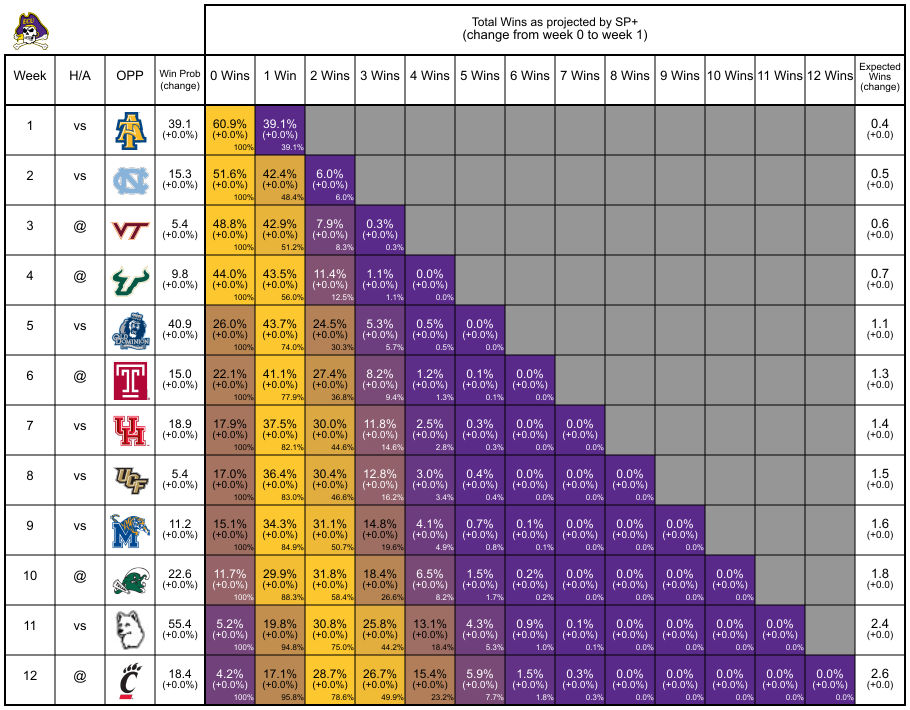 ECU
Total Wins as projected by SP+
(change from week 0 to week 1)
Week H/A OPP Win Prob (change) 0 Wins 1 Win 2 Wins 3 Wins 4 Wins 5 Wins 6 Wins 7 Wins 8 Wins 9 Wins 10 Wins 11 Wins 12 Wins Expected Wins (change)
1 vs AT 39.1 60.9% 39.1% 0.4
(+0.0%) (+0.0%) (+0.0%) (+0.0)
100% 39.1%
2 vs NC 15.3 51.6% 42.4% 6.0% 0.5
(+0.0%) (+0.0%) (+0.0%) (+0.0%) (+0.0)
100% 48.4% 6.0%
3 @ VT 5.4 48.8% 42.9% 7.9% 0.3% 0.6
(+0.0%) (+0.0%) (+0.0%) (+0.0%) (+0.0%) (+0.0)
100% 51.2% 8.3% 0.3%
4 @ 9.8 44.0% 43.5% 11.4% 1.1% 0.0% 0.7
(+0.0%) (+0.0%) (+0.0%) (+0.0%) (+0.0%) (+0.0%) (+0.0)
100% 56.0% 12.5% 1.1% 0.0%
5 vs OLD DOMINION 40.9 26.0% 43.7% 24.5% 5.3% 0.5% 0.0% 1.1
(+0.0%) (+0.0%) (+0.0%) (+0.0%) (+0.0%) (+0.0%) (+0.0%) (+0.0)
100% 74.0% 30.3% 5.7% 0.5% 0.0%
6 @ T 15.0 22.1% 41.1% 27.4% 8.2% 1.2% 0.1% 0.0% 1.3
(+0.0%) (+0.0%) (+0.0%) (+0.0%) (+0.0%) (+0.0%) (+0.0%) (+0.0%) (+0.0)
100% 77.9% 36.8% 9.4% 1.3% 0.1% 0.0%
7 vs UH 18.9 17.9% 37.5% 30.0% 11.8% 2.5% 0.3% 0.0% 0.0% 1.4
(+0.0%) (+0.0%) (+0.0%) (+0.0%) (+0.0%) (+0.0%) (+0.0%) (+0.0%) (+0.0%) (+0.0)
100% 82.1% 44.6% 14.6% 2.8% 0.3% 0.0% 0.0%
8 vs UCF 5.4 17.0% 36.4% 30.4% 12.8% 3.0% 0.4% 0.0% 0.0% 0.0% 1.5
(+0.0%) (+0.0%) (+0.0%) (+0.0%) (+0.0%) (+0.0%) (+0.0%) (+0.0%) (+0.0%) (+0.0%) (+0.0)
100% 83.0% 46.6% 16.2% 3.4% 0.4% 0.0% 0.0% 0.0%
9 vs M 11.2 15.1% 34.3% 31.1% 14.8% 4.1% 0.7% 0.1% 0.0% 0.0% 0.0% 1.6
(+0.0%) (+0.0%) (+0.0%) (+0.0%) (+0.0%) (+0.0%) (+0.0%) (+0.0%) (+0.0%) (+0.0%) (+0.0%) (+0.0)
100% 84.9% 50.7% 19.6% 4.9% 0.8% 0.1% 0.0% 0.0% 0.0%
10 @ 22.6 11.7% 29.9% 31.8% 18.4% 6.5% 1.5% 0.2% 0.0% 0.0% 0.0% 0.0% 1.8
(+0.0%) (+0.0%) (+0.0%) (+0.0%) (+0.0%) (+0.0%) (+0.0%) (+0.0%) (+0.0%) (+0.0%) (+0.0%) (+0.0%) (+0.0)
100% 88.3% 58.4% 26.6% 8.2% 1.7% 0.2% 0.0% 0.0% 0.0% 0.0%
11 vs 55.4 5.2% 19.8% 30.8% 25.8% 13.1% 4.3% 0.9% 0.1% 0.0% 0.0% 0.0% 0.0% 2.4
(+0.0%) (+0.0%) (+0.0%) (+0.0%) (+0.0%) (+0.0%) (+0.0%) (+0.0%) (+0.0%) (+0.0%) (+0.0%) (+0.0%) (+0.0%) (+0.0)
100% 94.8% 75.0% 44.2% 18.4% 5.3% 1.0% 0.1% 0.0% 0.0% 0.0% 0.0%
12 @ C 18.4 4.2% 17.1% 28.7% 26.7% 15.4% 5.9% 1.5% 0.3% 0.0% 0.0% 0.0% 0.0% 0.0% 2.6
(+0.0%) (+0.0%) (+0.0%) (+0.0%) (+0.0%) (+0.0%) (+0.0%) (+0.0%) (+0.0%) (+0.0%) (+0.0%) (+0.0%) (+0.0%) (+0.0%) (+0.0)
100% 95.8% 78.6% 49.9% 23.2% 7.7% 1.8% 0.3% 0.0% 0.0% 0.0% 0.0% 0.0%